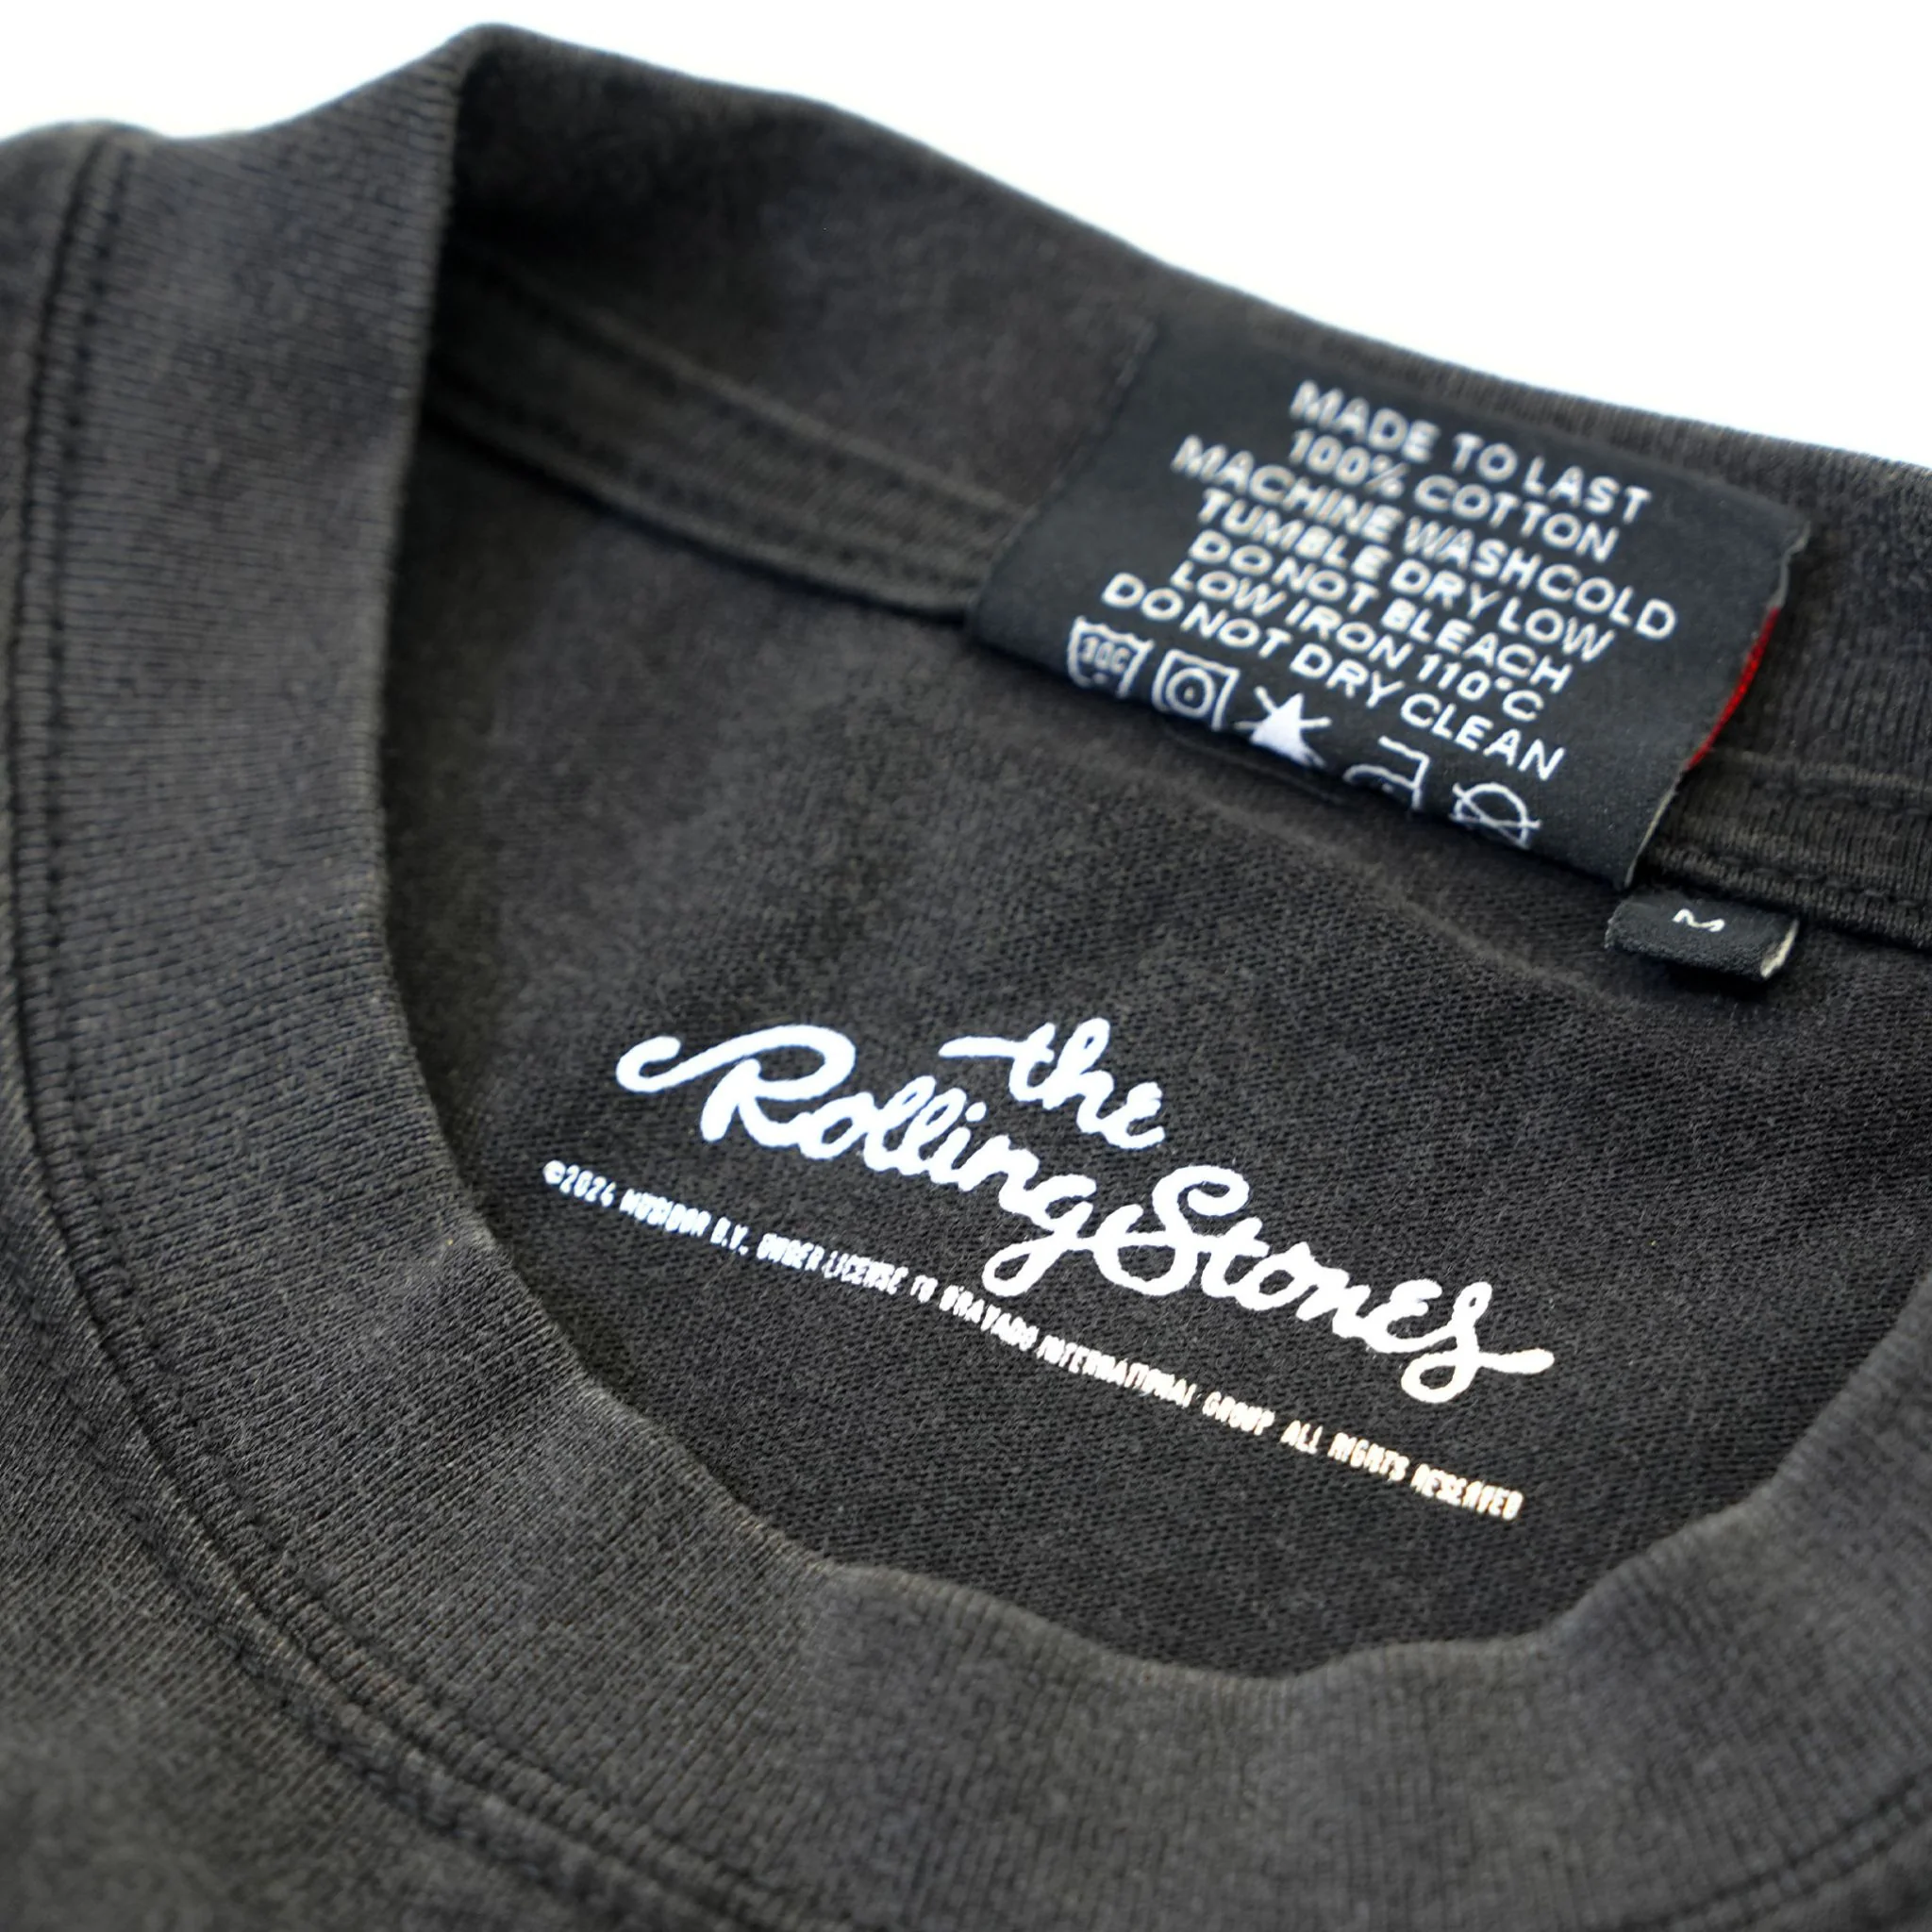 MADE TO LAST
100% COTTON
MACHINE WASH COLD
TUMBLE DRY LOW
DO NOT BLEACH
LOW IRON 110°C
DO NOT DRY CLEAN
30C
M
the
Rolling Stones
©2024 MUSIDOR B.V. UNDER LICENSE TO BRAVADO INTERNATIONAL GROUP ALL RIGHTS RESERVED